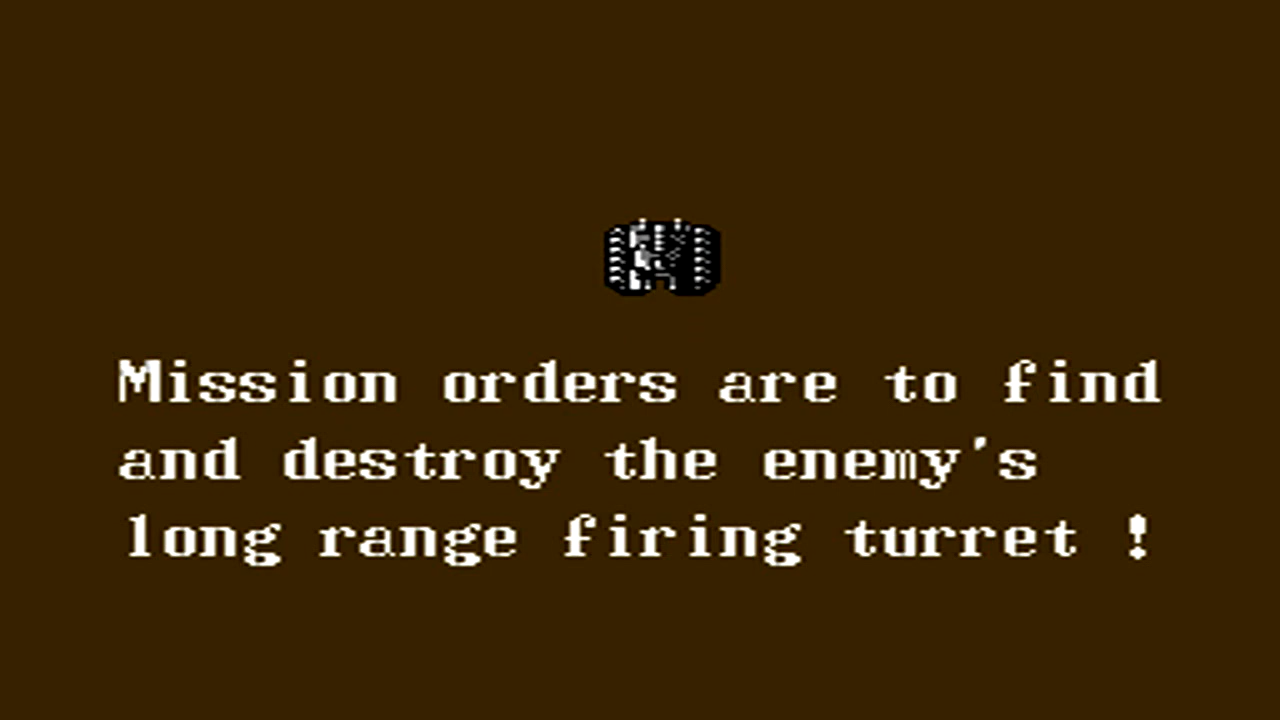 Mission orders are to find
and destroy the enemy's
long range firing turret !